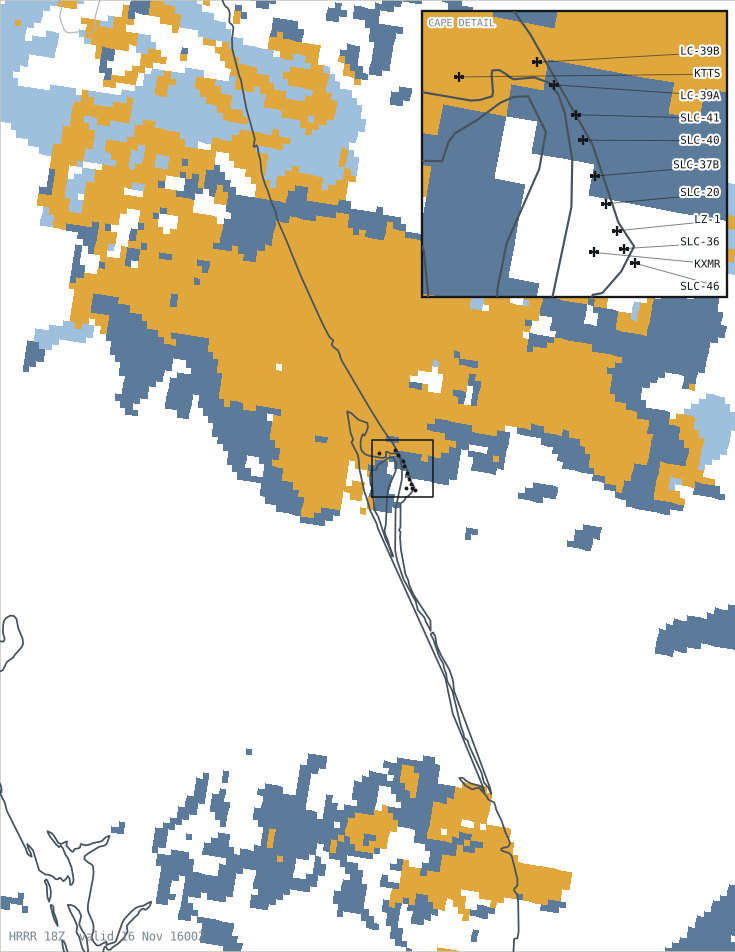 CAPE DETAIL
LC-39B
KTTS
LC-39A
SLC-41
SLC-40
SLC-37B
SLC-20
LZ-1
SLC-36
KXMR
SLC-46
HRRR 18Z valid 16 Nov 1600Z